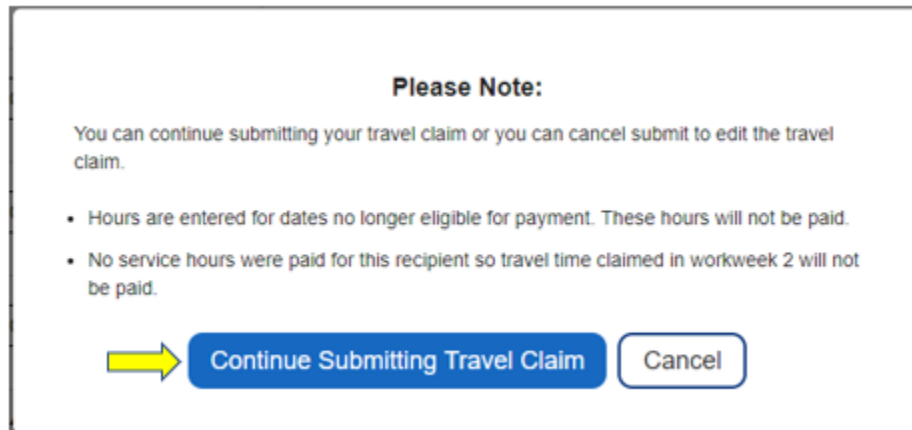 Please Note:
You can continue submitting your travel claim or you can cancel submit to edit the travel
claim.
• Hours are entered for dates no longer eligible for payment. These hours will not be paid.
• No service hours were paid for this recipient so travel time claimed in workweek 2 will not
be paid.
Continue Submitting Travel Claim
Cancel